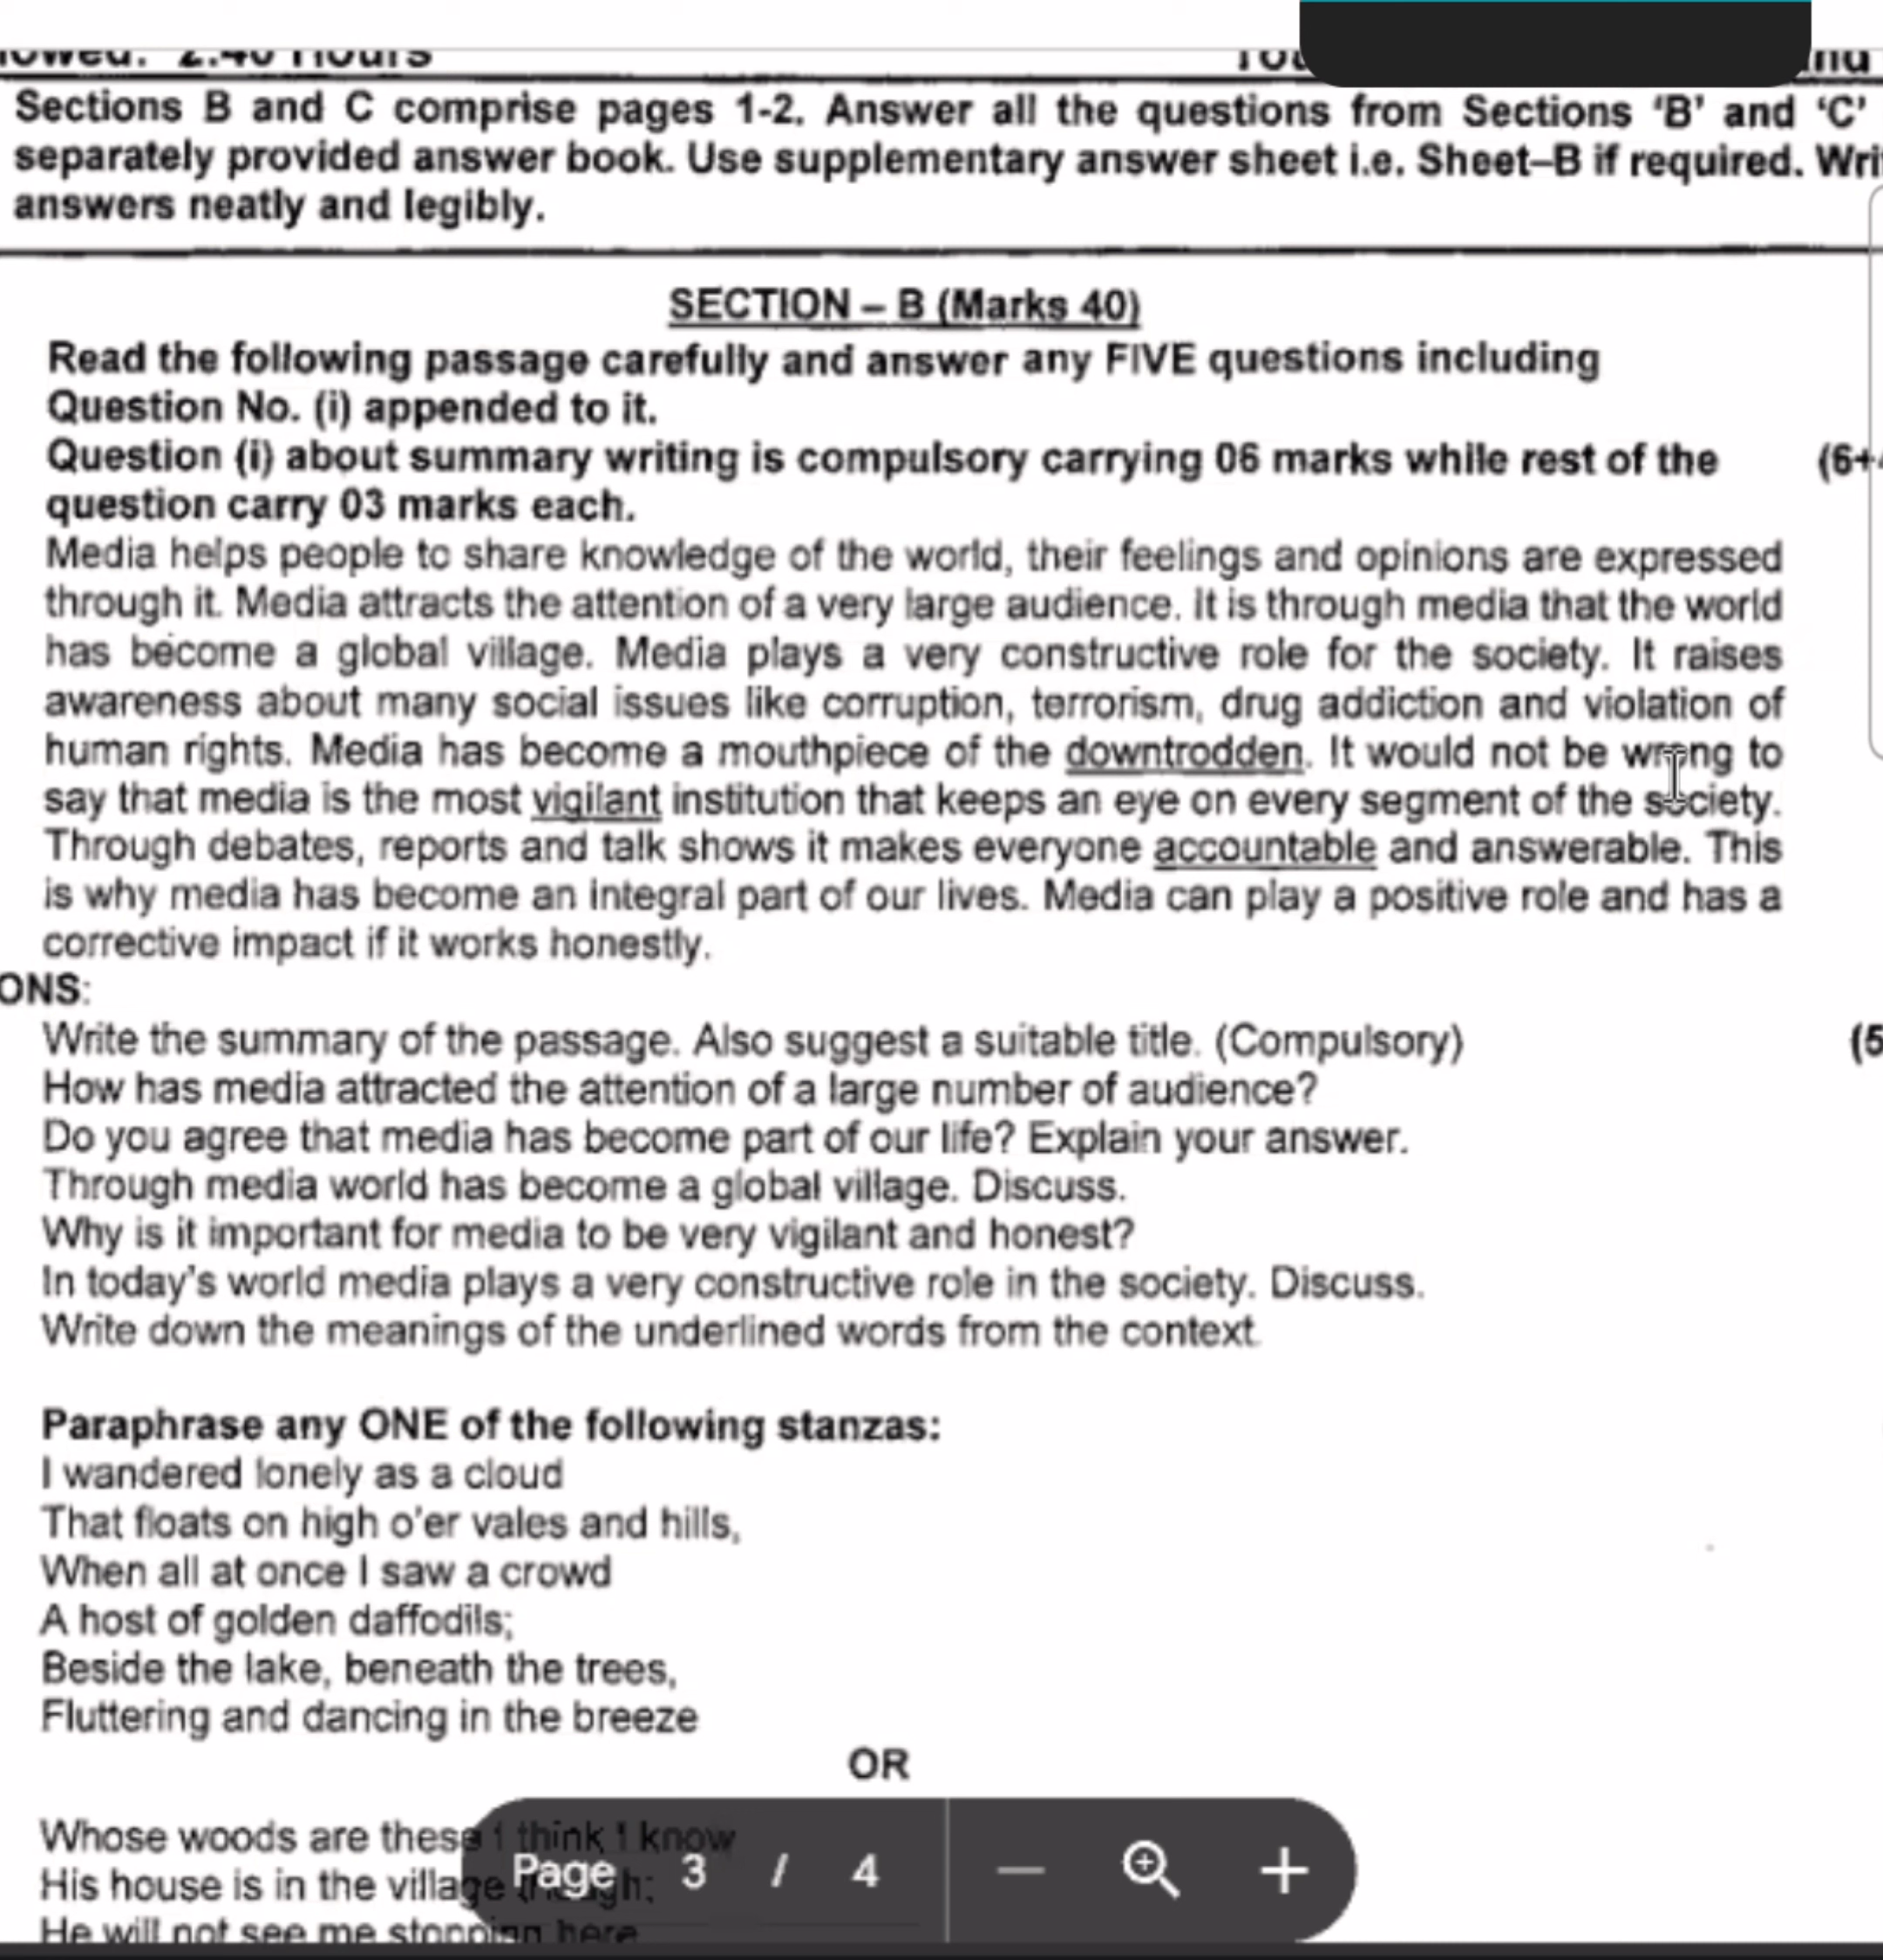 2:40 Hours
Sections B and C comprise pages 1-2. Answer all the questions from Sections ‘B’ and ‘C’
separately provided answer book. Use supplementary answer sheet i.e. Sheet–B if required. Wri
answers neatly and legibly.
SECTION – B (Marks 40)
Read the following passage carefully and answer any FIVE questions including
Question No. (i) appended to it.
Question (i) about summary writing is compulsory carrying 06 marks while rest of the (6+
question carry 03 marks each.
Media helps people to share knowledge of the world, their feelings and opinions are expressed
through it. Media attracts the attention of a very large audience. It is through media that the world
has become a global village. Media plays a very constructive role for the society. It raises
awareness about many social issues like corruption, terrorism, drug addiction and violation of
human rights. Media has become a mouthpiece of the downtrodden. It would not be wrong to
say that media is the most vigilant institution that keeps an eye on every segment of the society.
Through debates, reports and talk shows it makes everyone accountable and answerable. This
is why media has become an integral part of our lives. Media can play a positive role and has a
corrective impact if it works honestly.
ONS:
Write the summary of the passage. Also suggest a suitable title. (Compulsory) (5
How has media attracted the attention of a large number of audience?
Do you agree that media has become part of our life? Explain your answer.
Through media world has become a global village. Discuss.
Why is it important for media to be very vigilant and honest?
In today’s world media plays a very constructive role in the society. Discuss.
Write down the meanings of the underlined words from the context.
Paraphrase any ONE of the following stanzas:
I wandered lonely as a cloud
That floats on high o’er vales and hills,
When all at once I saw a crowd
A host of golden daffodils;
Beside the lake, beneath the trees,
Fluttering and dancing in the breeze
OR
Whose woods are these I think I know
His house is in the village
He will not see me stopping here
Page 3 / 4